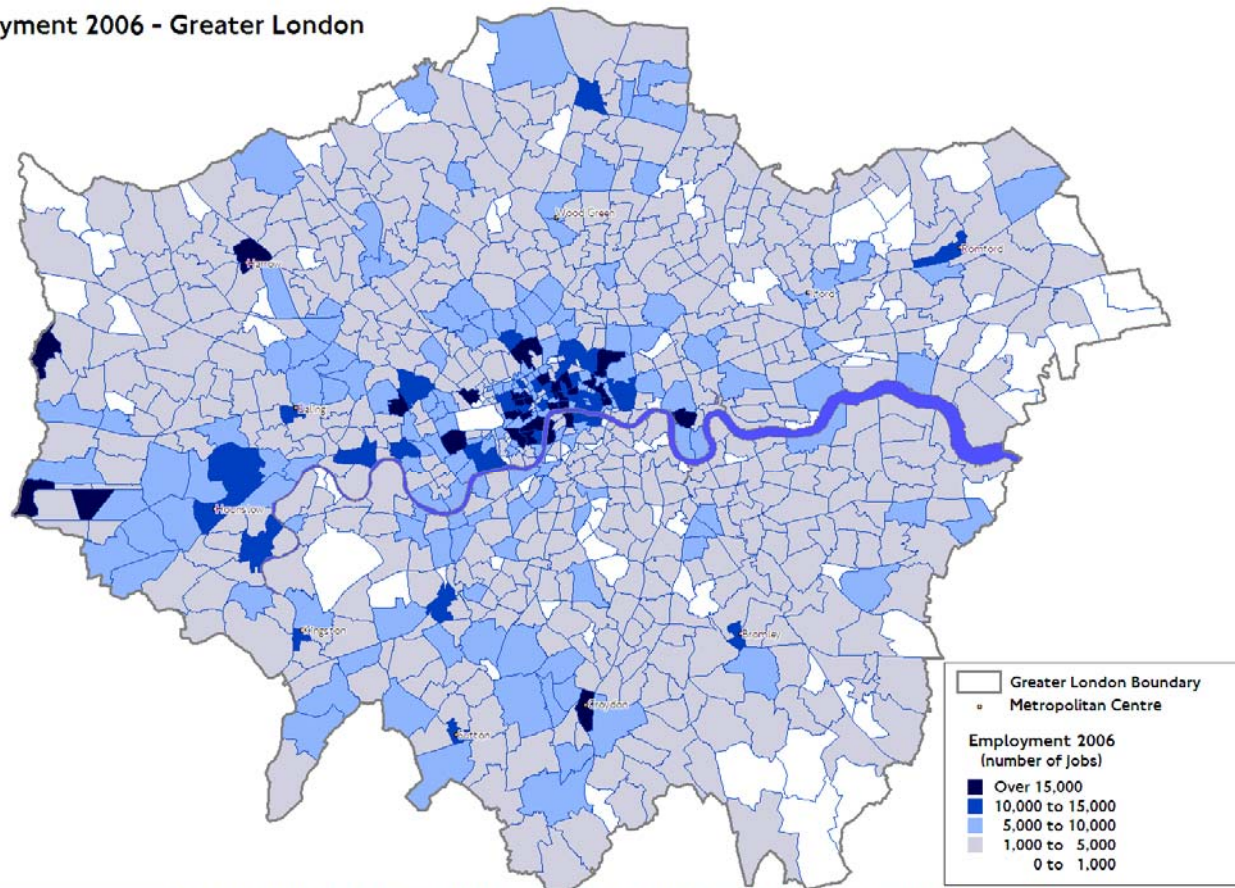 yment 2006 - Greater London
Wood Green
Romford
Harrow
Ilford
Ealing
Hounslow
Kingston
Bromley
Croydon
Sutton
Greater London Boundary
Metropolitan Centre
Employment 2006
(number of jobs)
Over 15,000
10,000 to 15,000
5,000 to 10,000
1,000 to 5,000
0 to 1,000